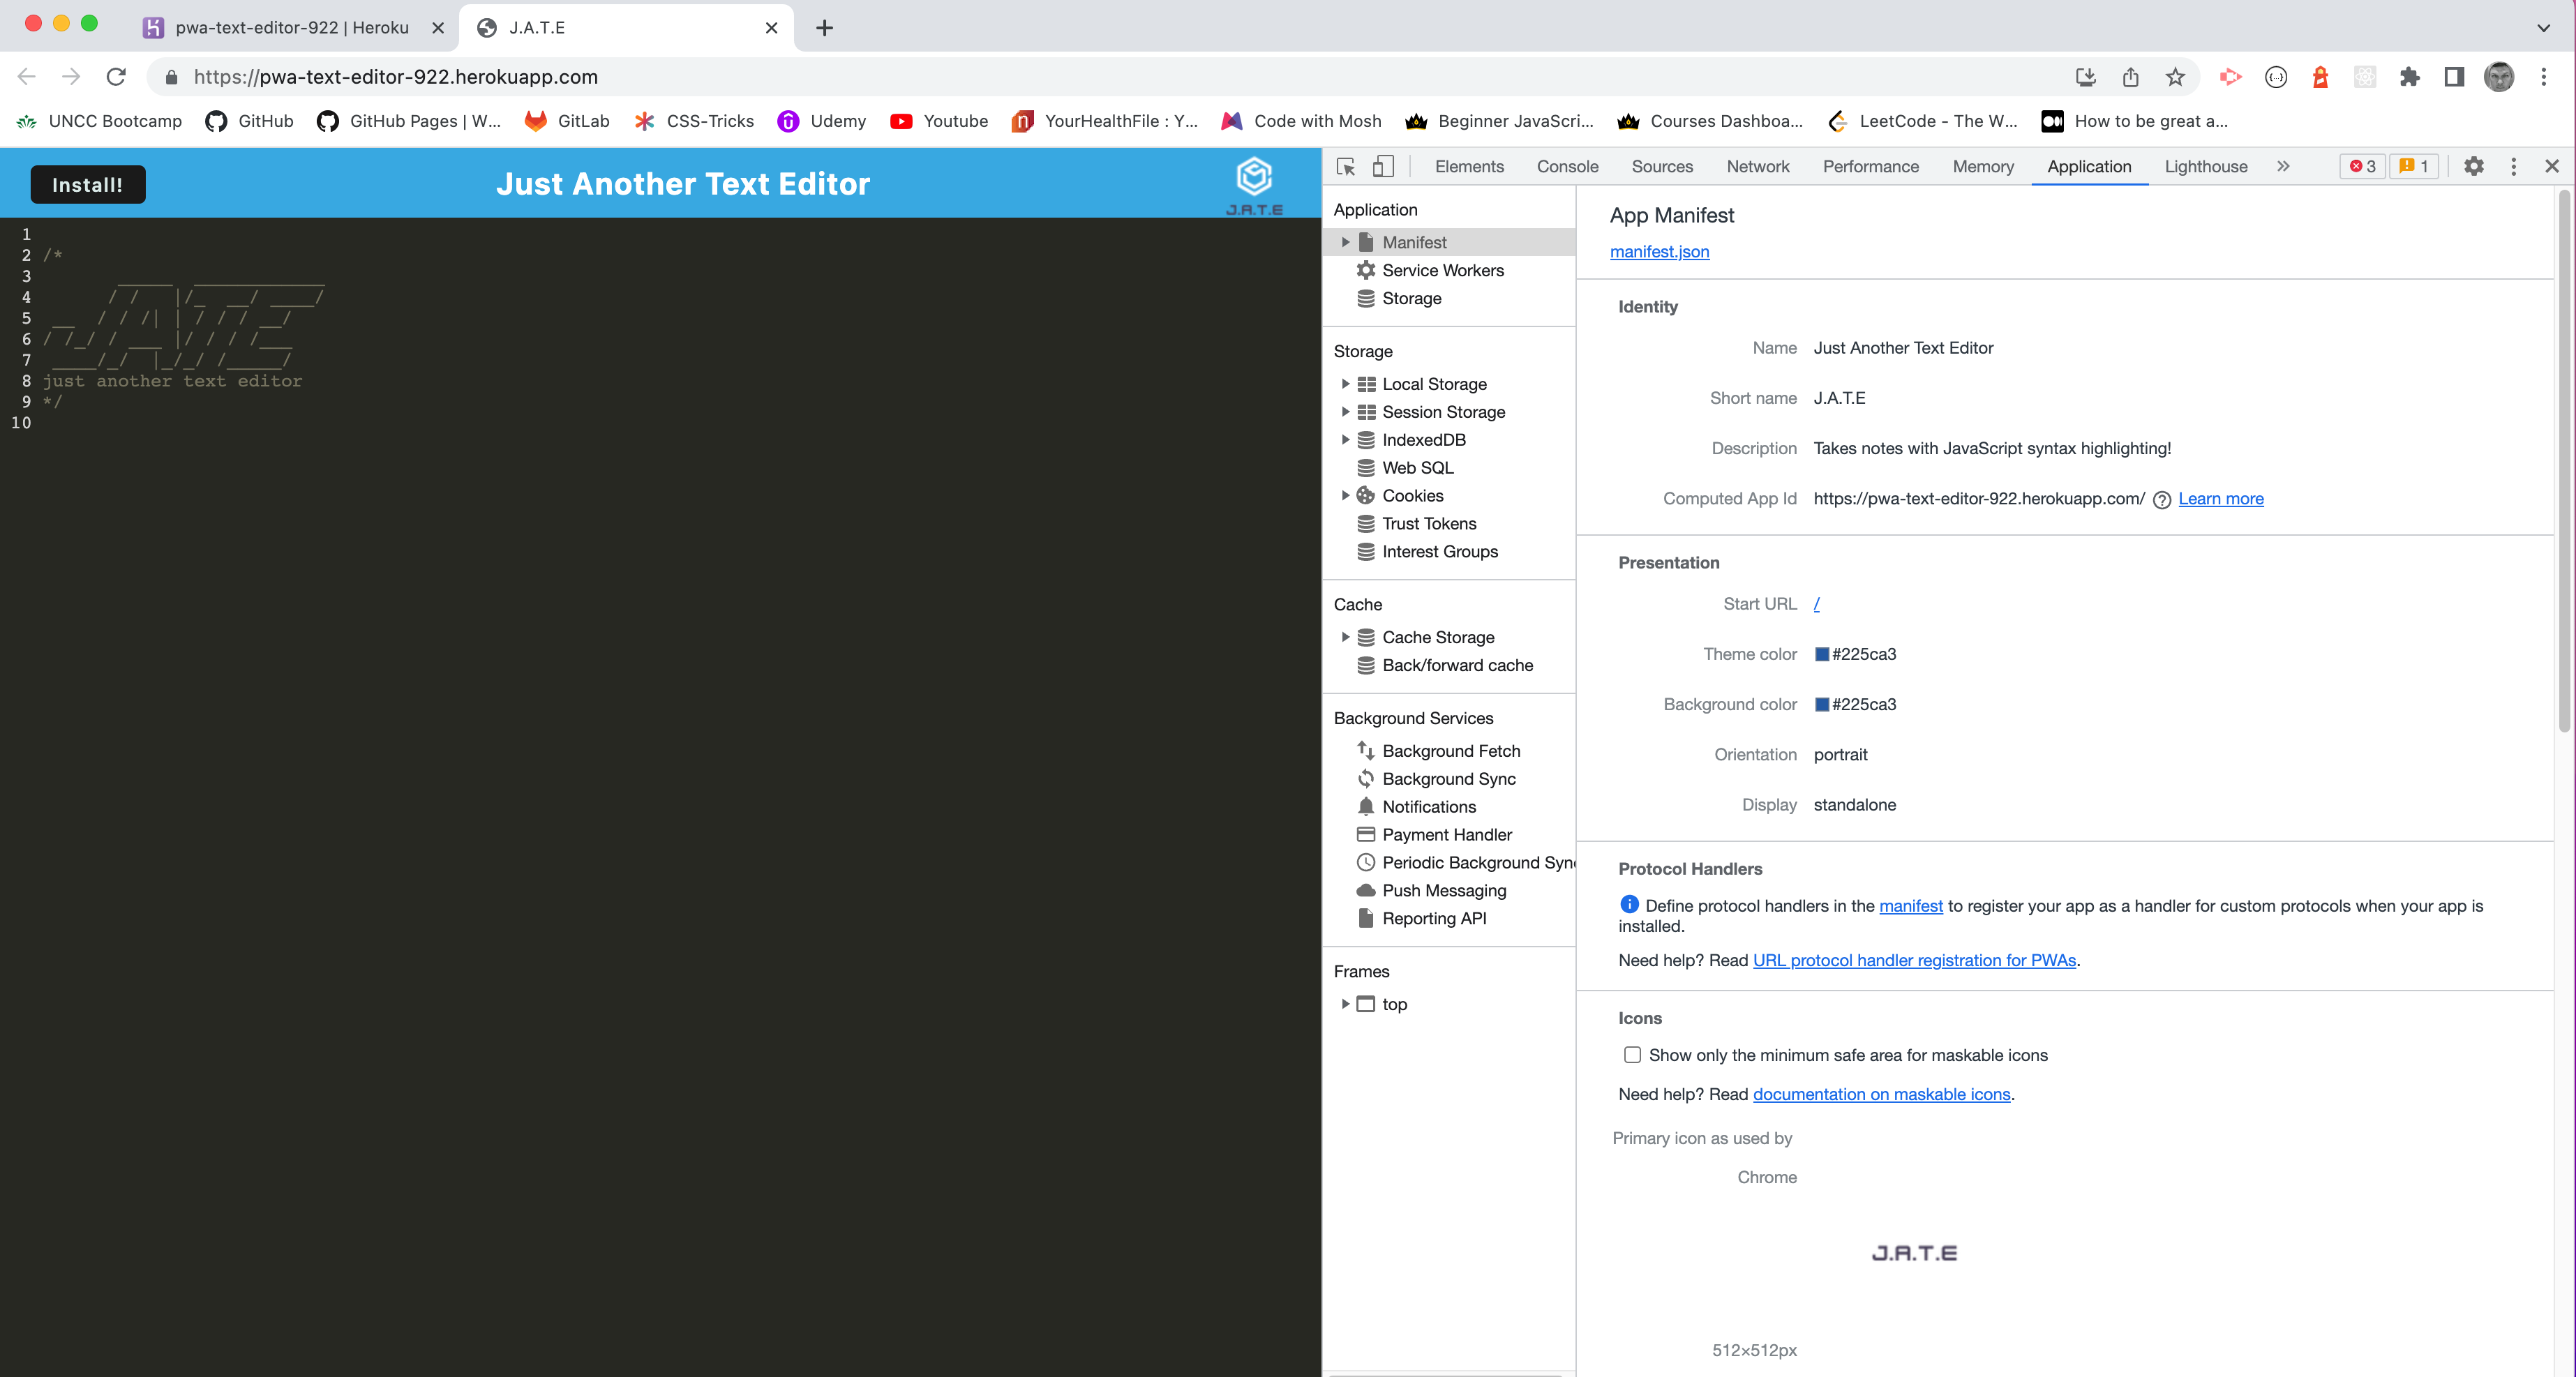 pwa-text-editor-922 | Heroku
J.A.T.E
https://pwa-text-editor-922.herokuapp.com
UNCC Bootcamp GitHub GitHub Pages | W... GitLab CSS-Tricks Udemy Youtube YourHealthFile : Y... Code with Mosh Beginner JavaScri... Courses Dashboa... LeetCode - The W... How to be great a...
Install!
Just Another Text Editor
J.A.T.E
1
2 /*
3
4
5
6
7
8 just another text editor
9 */
10
Elements Console Sources Network Performance Memory Application Lighthouse 3 1
Application
Manifest
Service Workers
Storage
Storage
Local Storage
Session Storage
IndexedDB
Web SQL
Cookies
Trust Tokens
Interest Groups
Cache
Cache Storage
Back/forward cache
Background Services
Background Fetch
Background Sync
Notifications
Payment Handler
Periodic Background Sync
Push Messaging
Reporting API
Frames
top
App Manifest
manifest.json
Identity
Name Just Another Text Editor
Short name J.A.T.E
Description Takes notes with JavaScript syntax highlighting!
Computed App Id https://pwa-text-editor-922.herokuapp.com/ Learn more
Presentation
Start URL /
Theme color #225ca3
Background color #225ca3
Orientation portrait
Display standalone
Protocol Handlers
Define protocol handlers in the manifest to register your app as a handler for custom protocols when your app is
installed.
Need help? Read URL protocol handler registration for PWAs.
Icons
Show only the minimum safe area for maskable icons
Need help? Read documentation on maskable icons.
Primary icon as used by
Chrome
J.A.T.E
512×512px